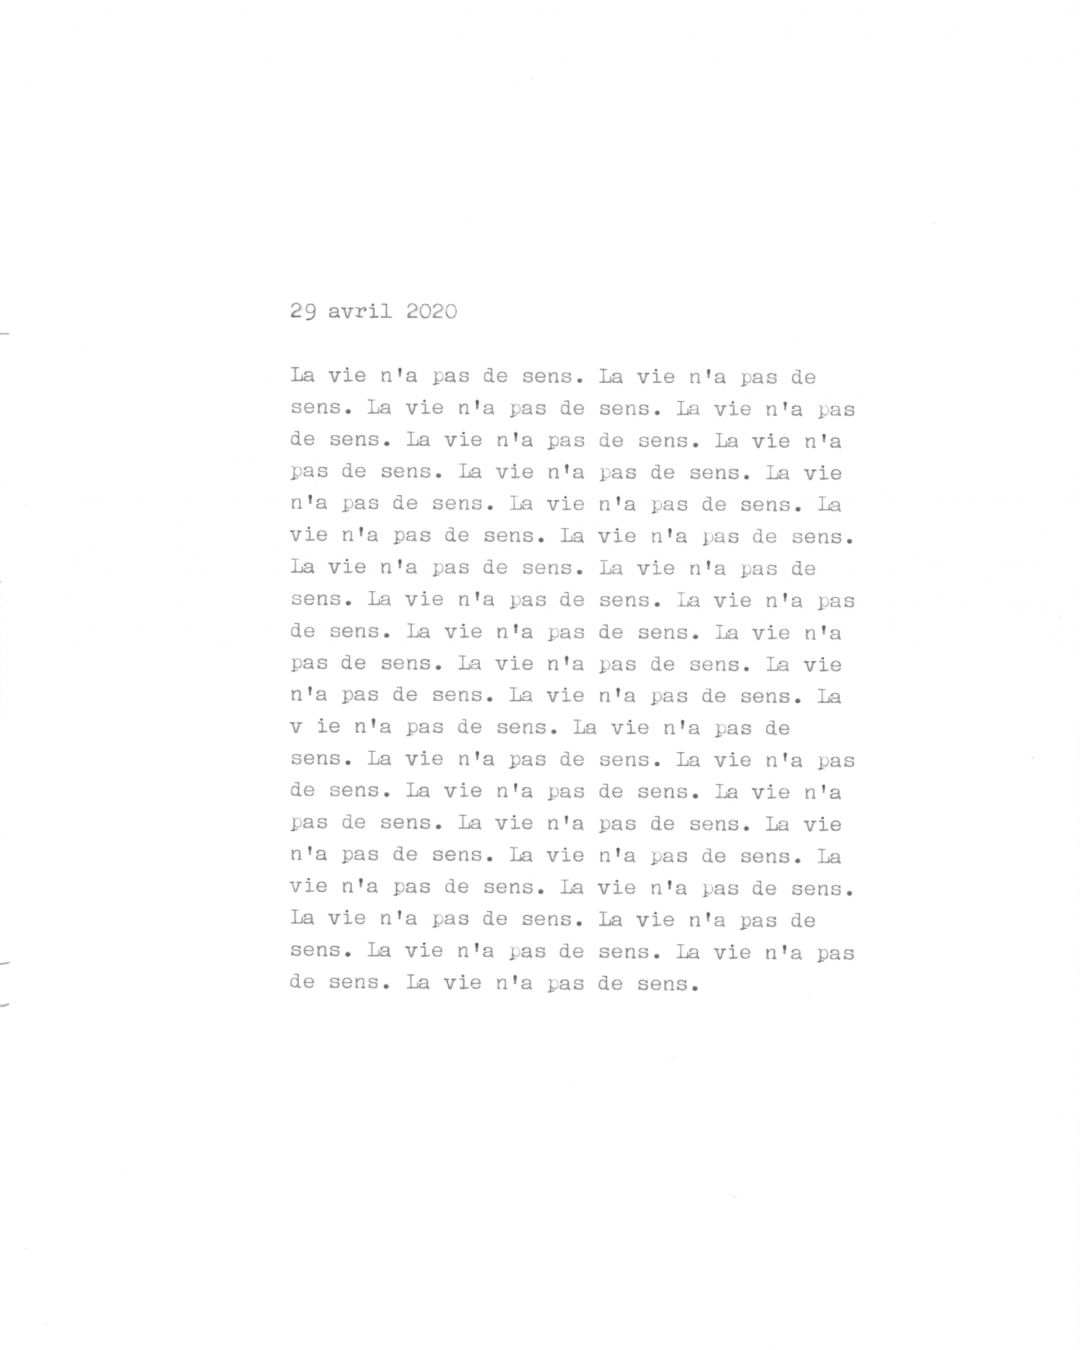 29 avril 2020
La vie n'a pas de sens. La vie n'a pas de
sens. La vie n'a pas de sens. La vie n'a pas
de sens. La vie n'a pas de sens. La vie n'a
pas de sens. La vie n'a pas de sens. La vie
n'a pas de sens. La vie n'a pas de sens. La
vie n'a pas de sens. La vie n'a pas de sens.
La vie n'a pas de sens. La vie n'a pas de
sens. La vie n'a pas de sens. La vie n'a pas
de sens. La vie n'a pas de sens. La vie n'a
pas de sens. La vie n'a pas de sens. La vie
n'a pas de sens. La vie n'a pas de sens. La
v ie n'a pas de sens. La vie n'a pas de
sens. La vie n'a pas de sens. La vie n'a pas
de sens. La vie n'a pas de sens. La vie n'a
pas de sens. La vie n'a pas de sens. La vie
n'a pas de sens. La vie n'a pas de sens. La
vie n'a pas de sens. La vie n'a pas de sens.
La vie n'a pas de sens. La vie n'a pas de
sens. La vie n'a pas de sens. La vie n'a pas
de sens. La vie n'a pas de sens.